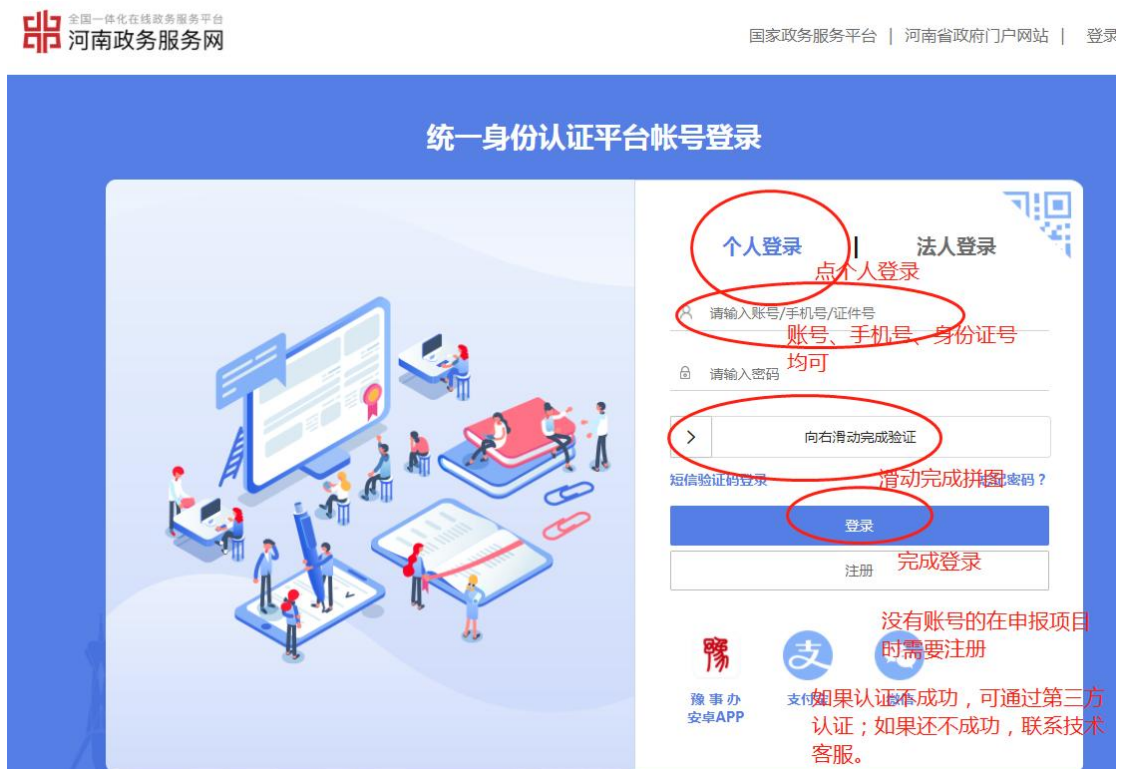 全国一体化在线政务服务平台
河南政务服务网
国家政务服务平台 | 河南省政府门户网站 | 登录
统一身份认证平台帐号登录
个人登录 | 法人登录
点个人登录
请输入账号/手机号/证件号
账号、手机号、身份证号
均可
请输入密码
> 向右滑动完成验证
短信验证码登录
密码？
滑动完成拼图
登录
完成登录
注册
没有账号的在申报项目
时需要注册
豫事办
安卓APP
支付
如果认证不成功，可通过第三方
认证；如果还不成功，联系技术
客服。